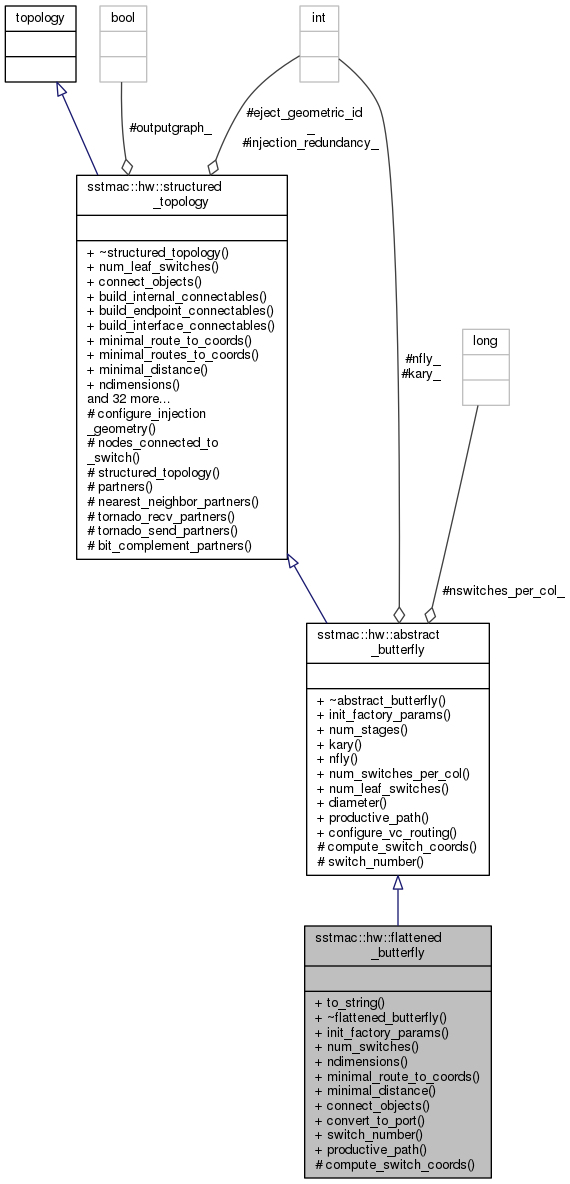 topology
bool
int
#outputgraph_
#eject_geometric_id
_
#injection_redundancy_
sstmac::hw::structured
_topology
+ ~structured_topology()
+ num_leaf_switches()
+ connect_objects()
+ build_internal_connectables()
+ build_endpoint_connectables()
+ build_interface_connectables()
+ minimal_route_to_coords()
+ minimal_routes_to_coords()
+ minimal_distance()
+ ndimensions()
and 32 more...
# configure_injection
_geometry()
# nodes_connected_to
_switch()
# structured_topology()
# partners()
# nearest_neighbor_partners()
# tornado_recv_partners()
# tornado_send_partners()
# bit_complement_partners()
#nfly_
#kary_
long
#nswitches_per_col_
sstmac::hw::abstract
_butterfly
+ ~abstract_butterfly()
+ init_factory_params()
+ num_stages()
+ kary()
+ nfly()
+ num_switches_per_col()
+ num_leaf_switches()
+ diameter()
+ productive_path()
+ configure_vc_routing()
# compute_switch_coords()
# switch_number()
sstmac::hw::flattened
_butterfly
+ to_string()
+ ~flattened_butterfly()
+ init_factory_params()
+ num_switches()
+ ndimensions()
+ minimal_route_to_coords()
+ minimal_distance()
+ connect_objects()
+ convert_to_port()
+ switch_number()
+ productive_path()
# compute_switch_coords()